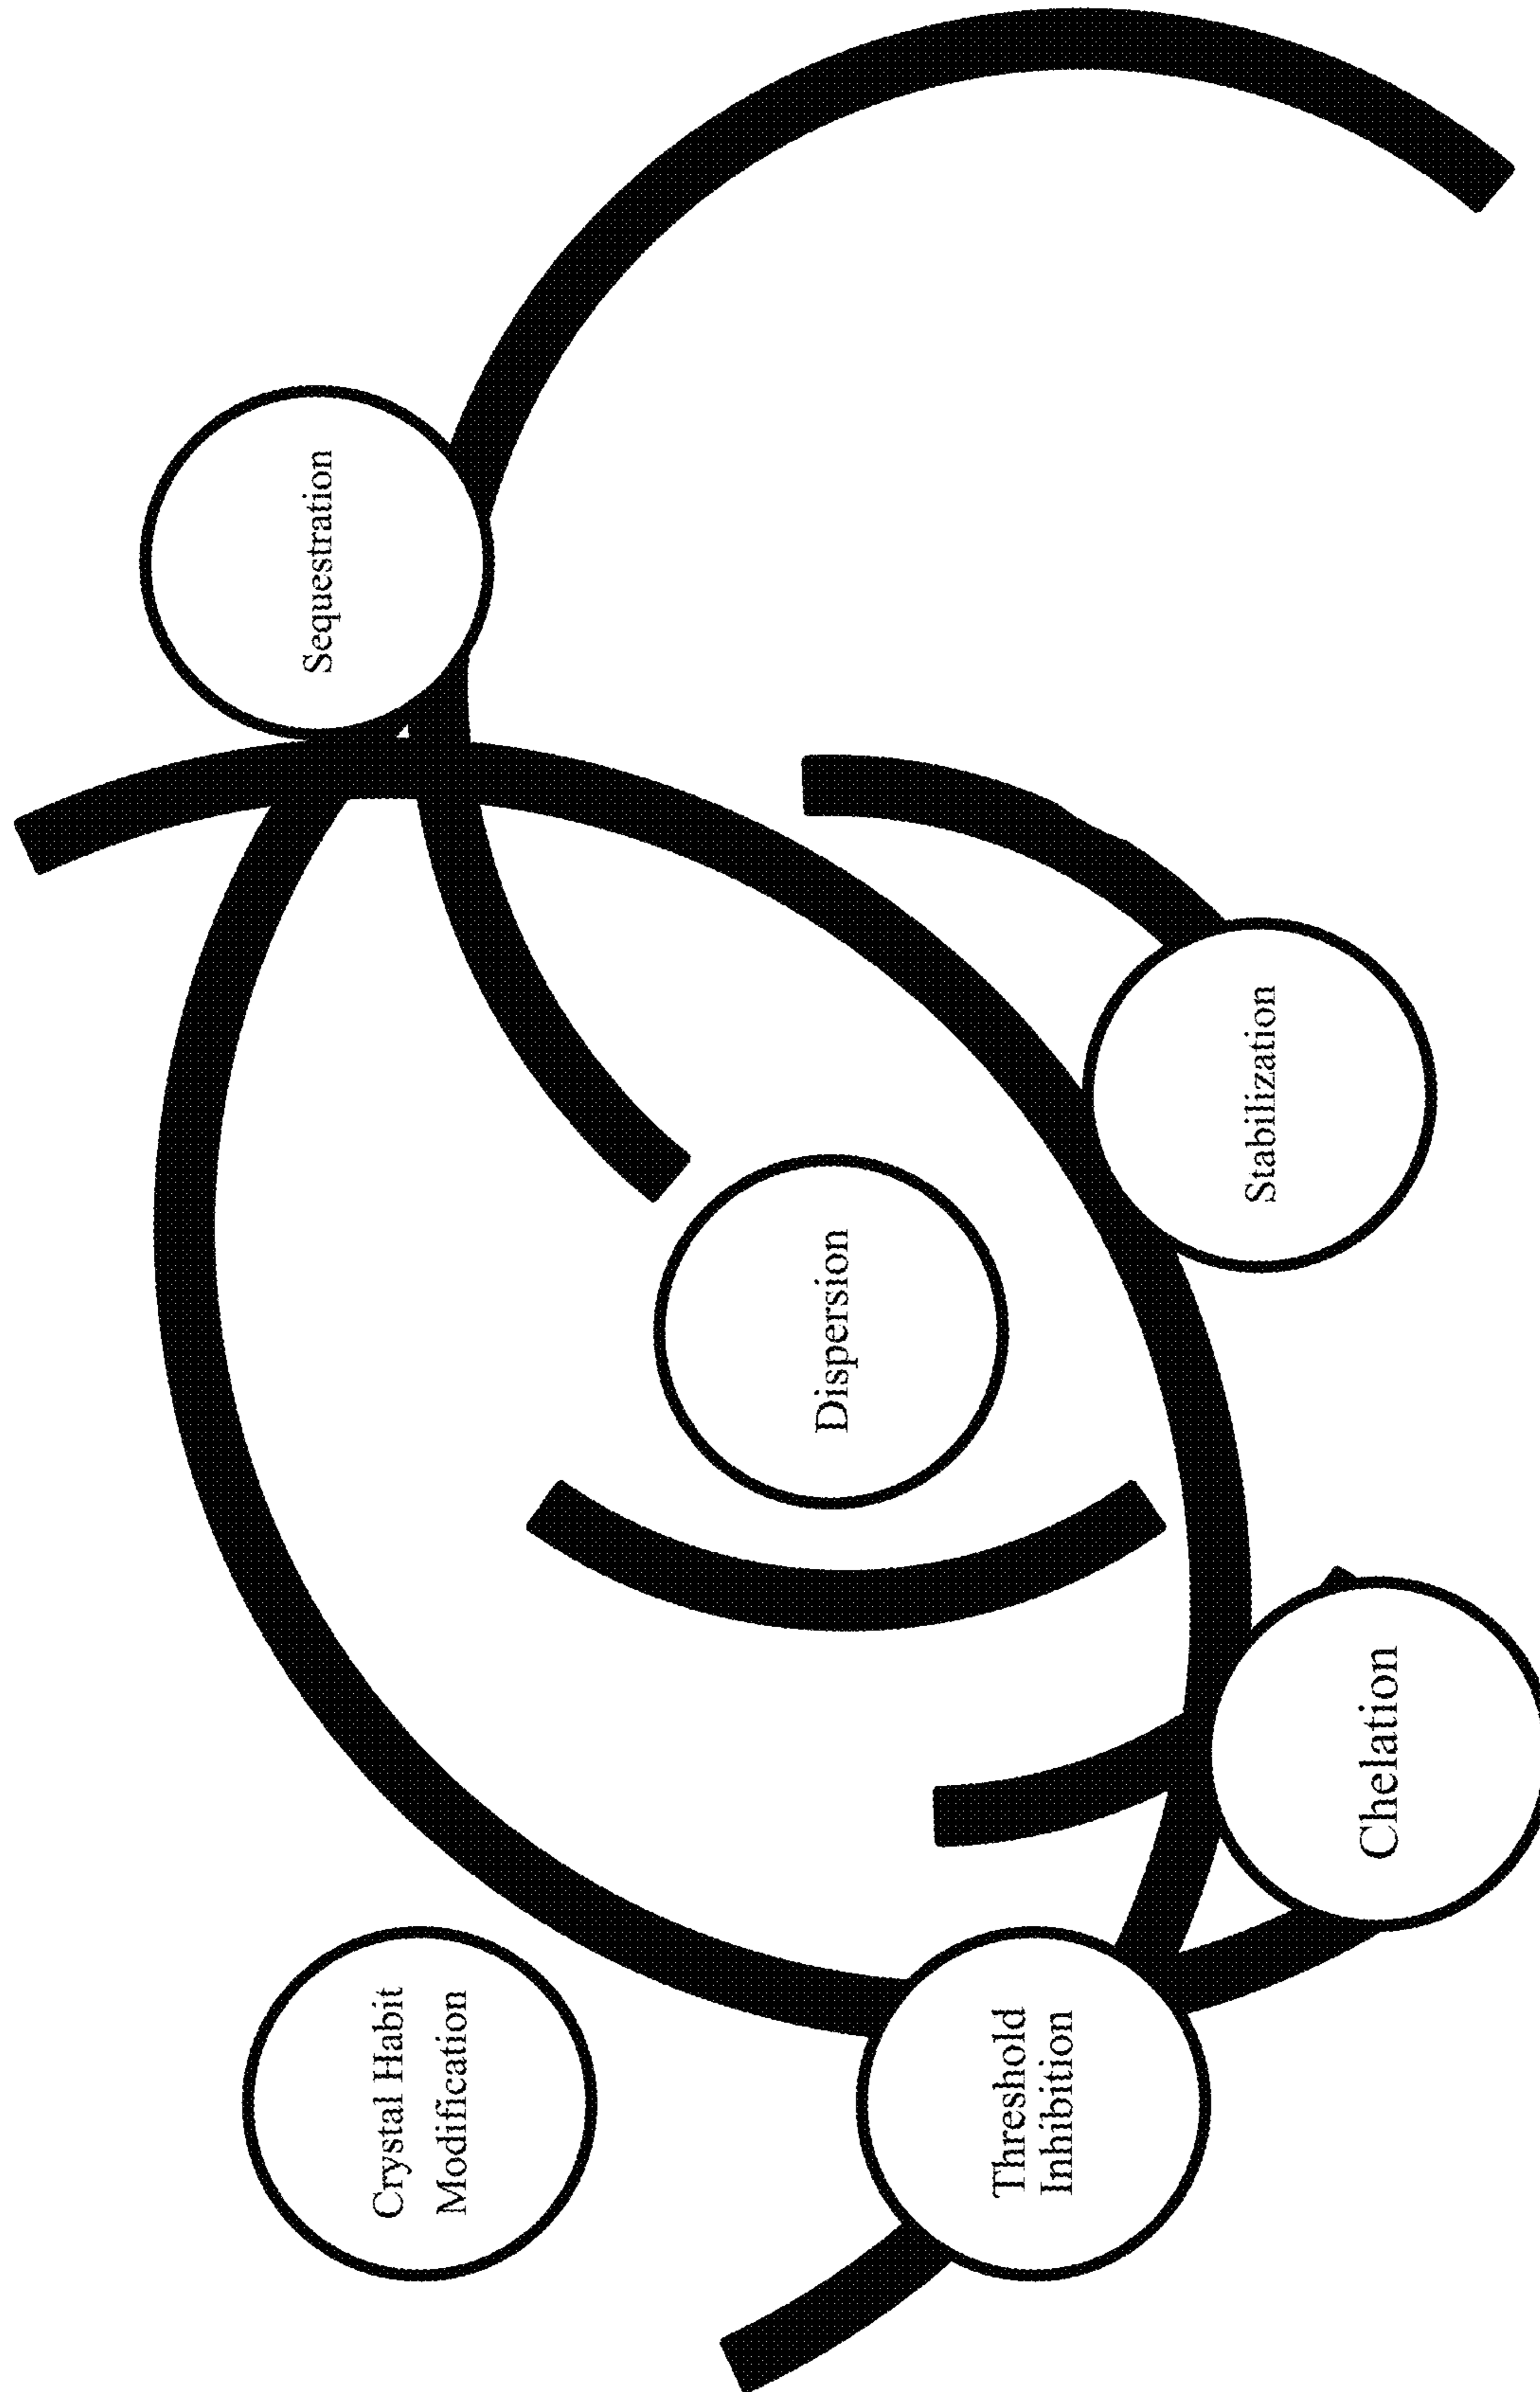 Crystal Habit
Modification
Sequestration
Dispersion
Threshold
Inhibition
Stabilization
Chelation